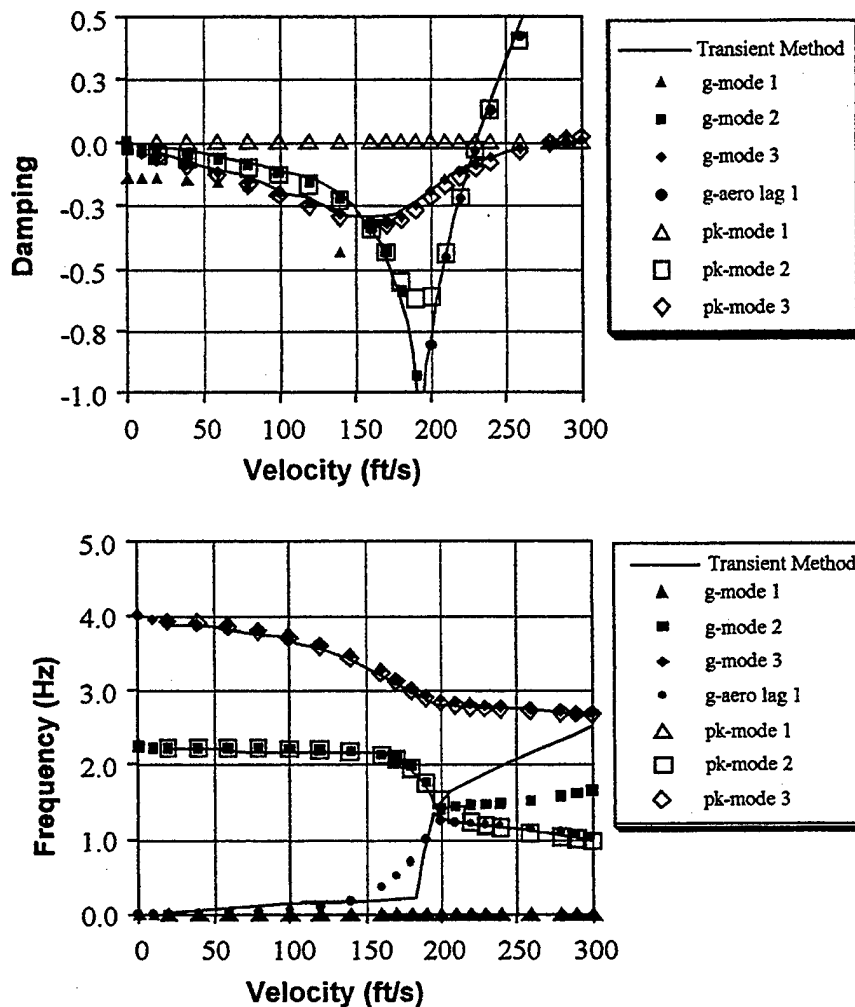 0.5
0.3
0.0
-0.3
-0.5
-0.8
-1.0
Damping
0 50 100 150 200 250 300
Velocity (ft/s)
Transient Method
g-mode 1
g-mode 2
g-mode 3
g-aero lag 1
pk-mode 1
pk-mode 2
pk-mode 3
5.0
4.0
3.0
2.0
1.0
0.0
Frequency (Hz)
0 50 100 150 200 250 300
Velocity (ft/s)
Transient Method
g-mode 1
g-mode 2
g-mode 3
g-aero lag 1
pk-mode 1
pk-mode 2
pk-mode 3